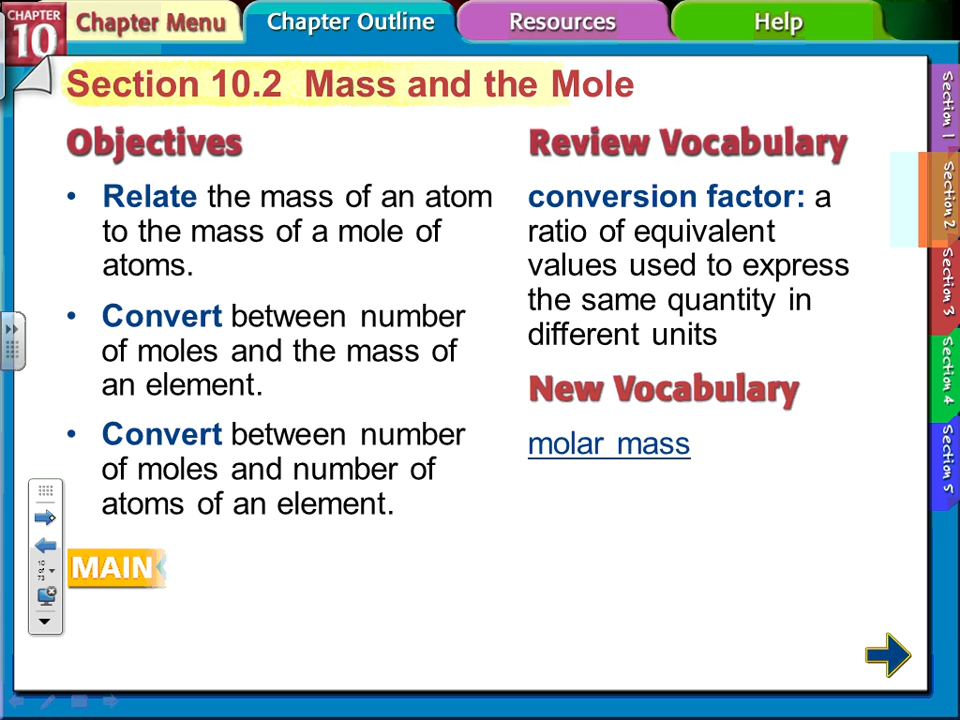 CHAPTER
10
Chapter Menu
Chapter Outline
Resources
Help
Section 10.2 Mass and the Mole
Objectives
• Relate the mass of an atom
to the mass of a mole of
atoms.
• Convert between number
of moles and the mass of
an element.
• Convert between number
of moles and number of
atoms of an element.
Review Vocabulary
conversion factor: a
ratio of equivalent
values used to express
the same quantity in
different units
New Vocabulary
molar mass
Section 1
Section 2
Section 3
Section 4
Section 5
10
of
73
MAIN